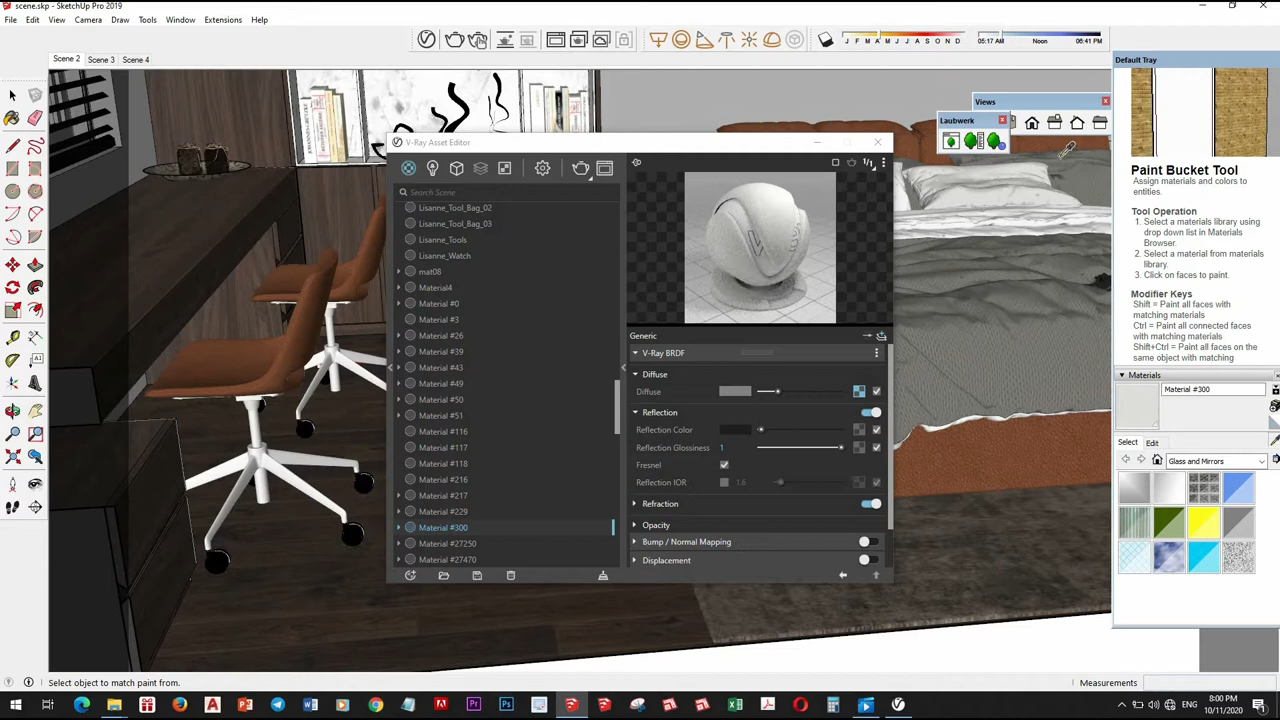 scene.skp - SketchUp Pro 2019
File Edit View Camera Draw Tools Window Extensions Help
J F M A M J J A S O N D
05:17 AM Noon 06:41 PM
Scene 2 Scene 3 Scene 4
Default Tray
Views
Laubwerk
V-Ray Asset Editor
Search Scene
Lisanne_Tool_Bag_02
Lisanne_Tool_Bag_03
Lisanne_Tools
Lisanne_Watch
mat08
Material4
Material #0
Material #3
Material #26
Material #39
Material #43
Material #49
Material #50
Material #51
Material #116
Material #117
Material #118
Material #216
Material #217
Material #229
Material #300
Material #27250
Material #27470
1/1
Generic
V-Ray BRDF
Diffuse
Diffuse
Reflection
Reflection Color
Reflection Glossiness 1
Fresnel
Reflection IOR 1.6
Refraction
Opacity
Bump / Normal Mapping
Displacement
Paint Bucket Tool
Assign materials and colors to
entities.
Tool Operation
1. Select a materials library using
drop down list in Materials
Browser.
2. Select a material from materials
library.
3. Click on faces to paint.
Modifier Keys
Shift = Paint all faces with
matching materials
Ctrl = Paint all connected faces
with matching materials
Shift+Ctrl = Paint all faces on the
same object with matching
Materials
Material #300
Select Edit
Glass and Mirrors
Select object to match paint from.
Measurements
ENG
8:00 PM
10/11/2020